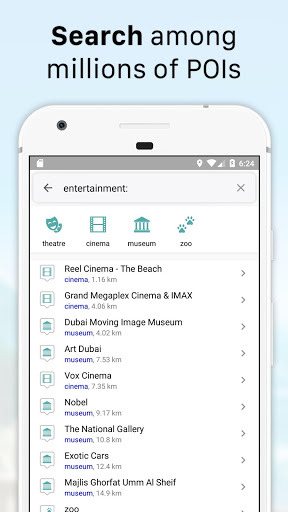 Search among
millions of POIs
6:24
entertainment:
theatre cinema museum zoo
Reel Cinema - The Beach
cinema, 1.16 km
Grand Megaplex Cinema & IMAX
cinema, 4.06 km
Dubai Moving Image Museum
museum, 4.02 km
Art Dubai
museum, 7.53 km
Vox Cinema
cinema, 7.35 km
Nobel
museum, 9.17 km
The National Gallery
museum, 10.8 km
Exotic Cars
museum, 12.4 km
Majlis Ghorfat Umm Al Sheif
museum, 10.4 km
zoo